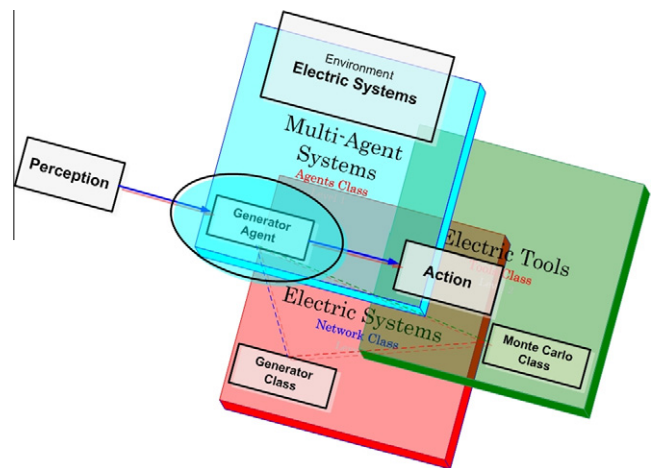 Environment
Electric Systems
Multi-Agent
Systems
Agents Class
Perception
Generator
Agent
Electric Tools
Class
Action
Electric Systems
Network Class
Monte Carlo
Class
Generator
Class